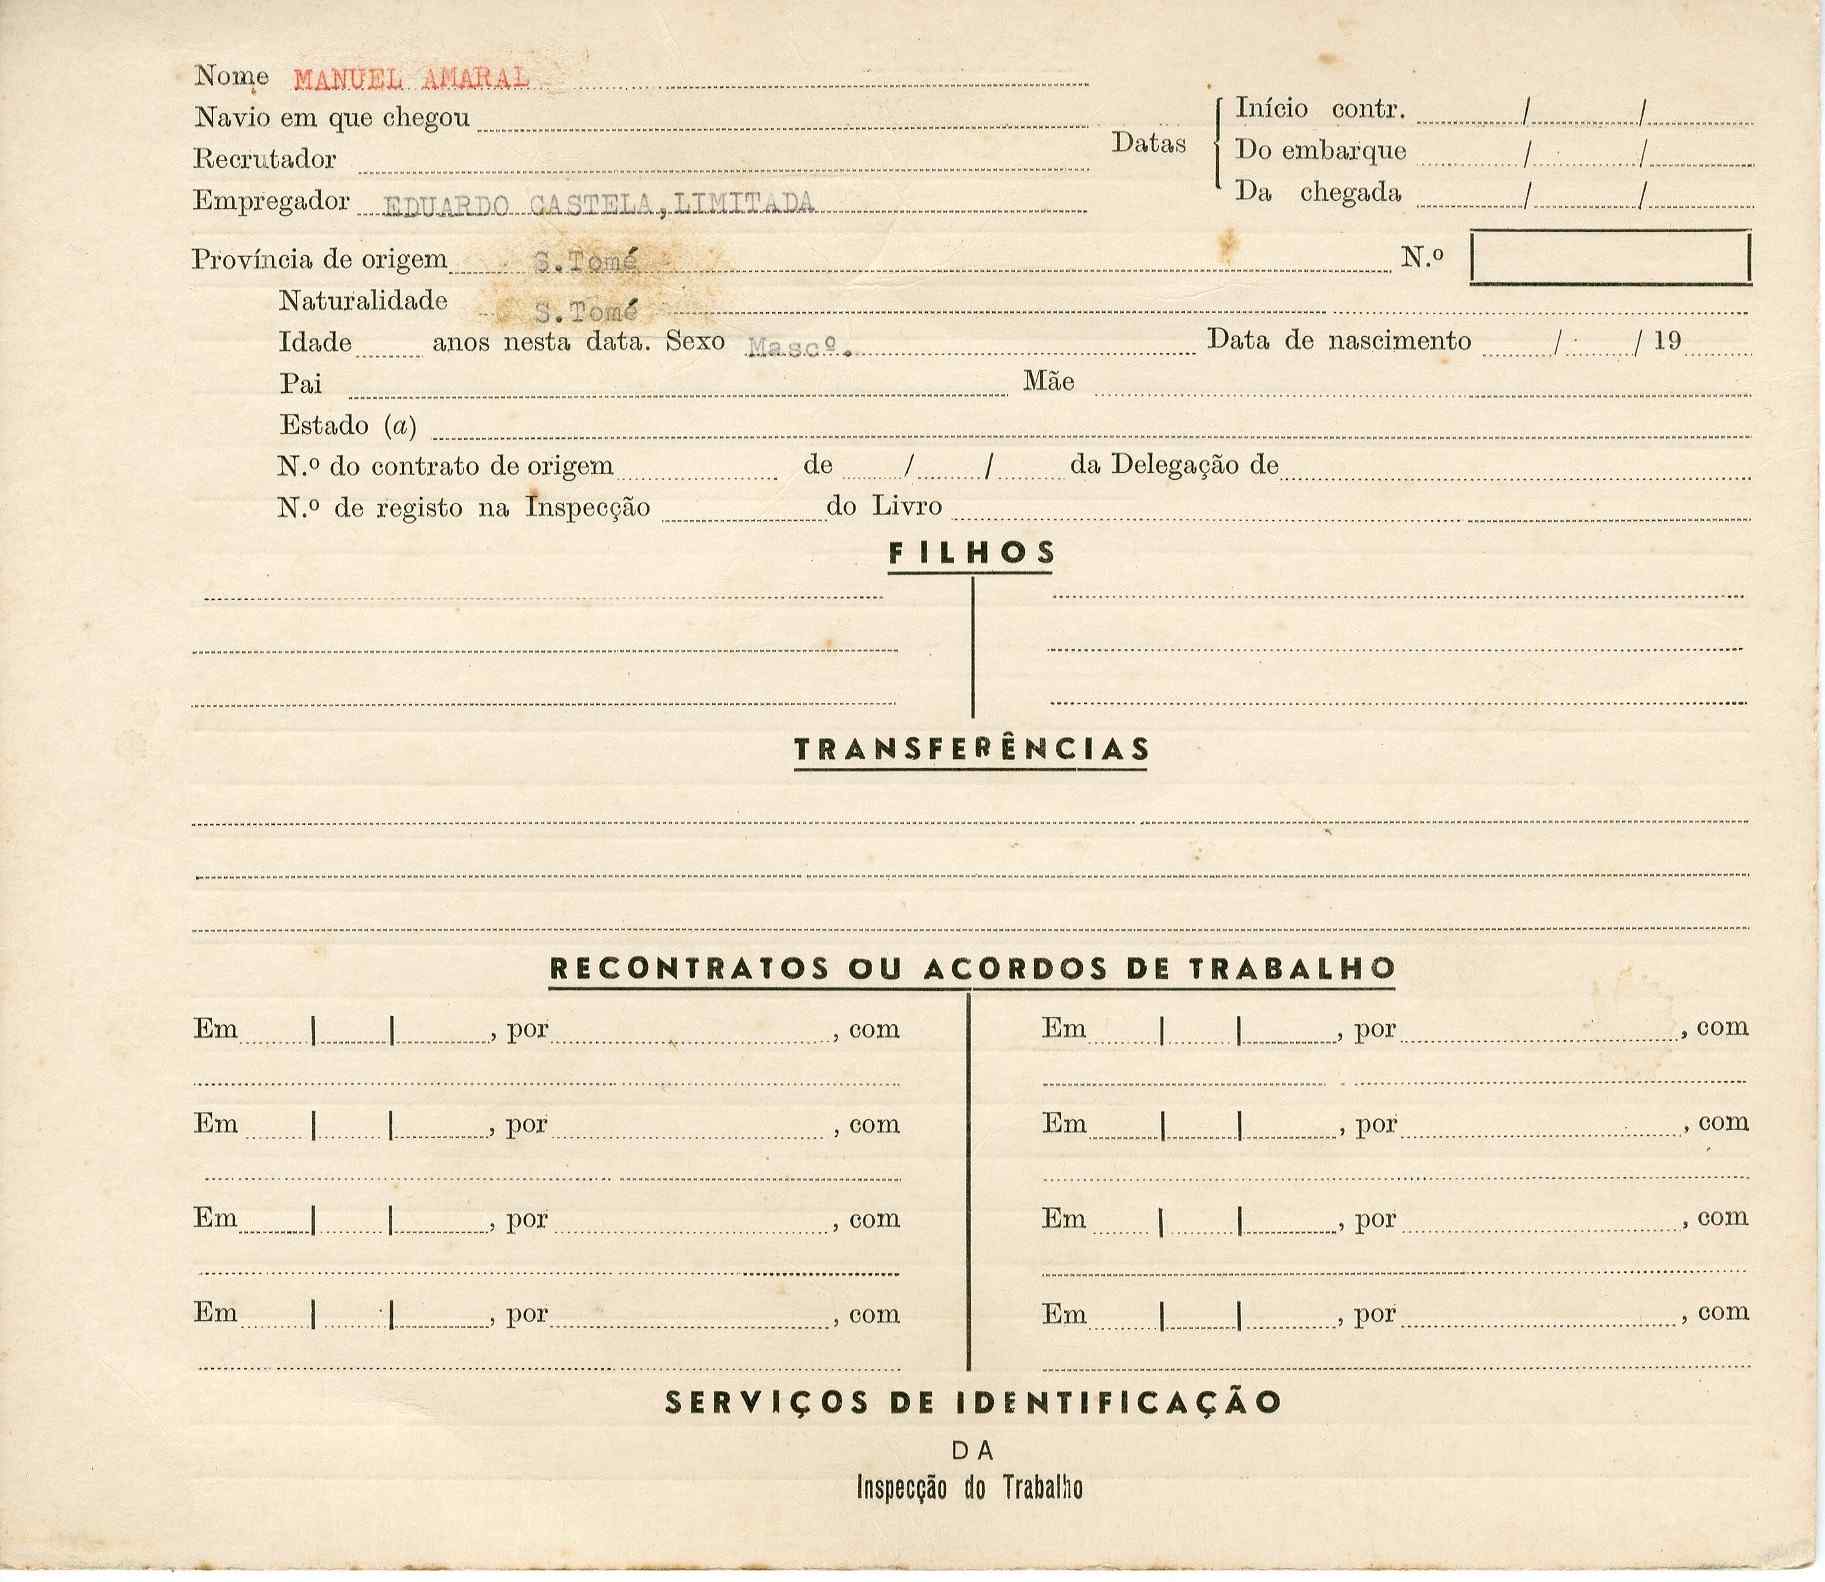 Nome MANUEL AMARAL
Navio em que chegou
Recrutador
Empregador EDUARDO CASTELA,LIMITADA
Datas
Início contr. / /
Do embarque / /
Da chegada / /
Província de origem S.Tomé N.º
Naturalidade S.Tomé
Idade anos nesta data. Sexo Mascº. Data de nascimento / / 19
Pai Mãe
Estado (a)
N.º do contrato de origem de / / da Delegação de
N.º de registo na Inspecção do Livro
FILHOS
TRANSFERÊNCIAS
RECONTRATOS OU ACORDOS DE TRABALHO
Em | | , por , com Em | | , por , com
Em | | , por , com Em | | , por , com
Em | | , por , com Em | | , por , com
Em | | , por , com Em | | , por , com
SERVIÇOS DE IDENTIFICAÇÃO
DA
Inspecção do Trabalho